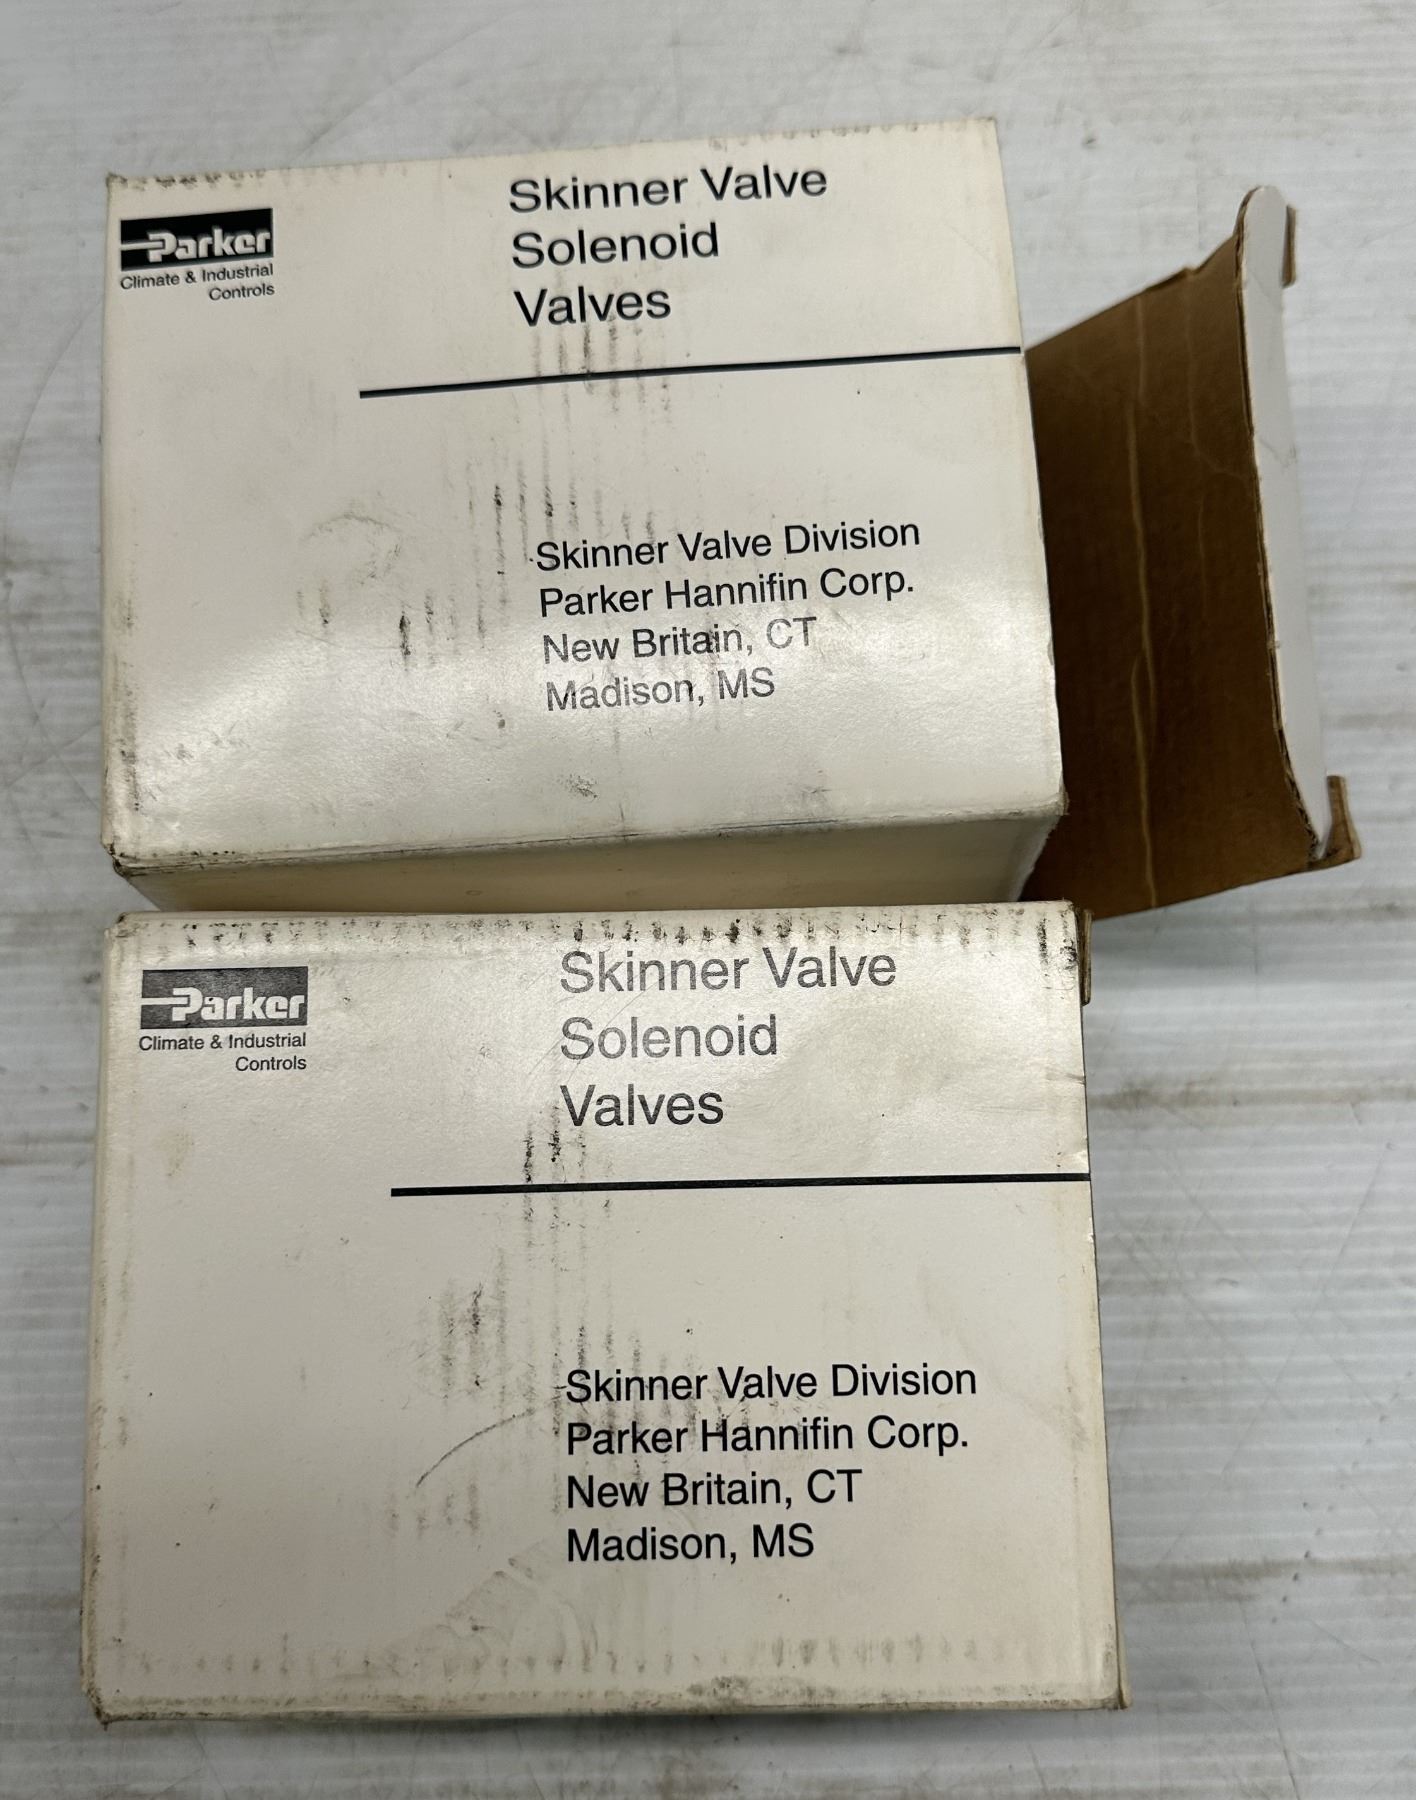 Parker
Climate & Industrial
Controls
Skinner Valve
Solenoid
Valves
Skinner Valve Division
Parker Hannifin Corp.
New Britain, CT
Madison, MS
Parker
Climate & Industrial
Controls
Skinner Valve
Solenoid
Valves
Skinner Valve Division
Parker Hannifin Corp.
New Britain, CT
Madison, MS